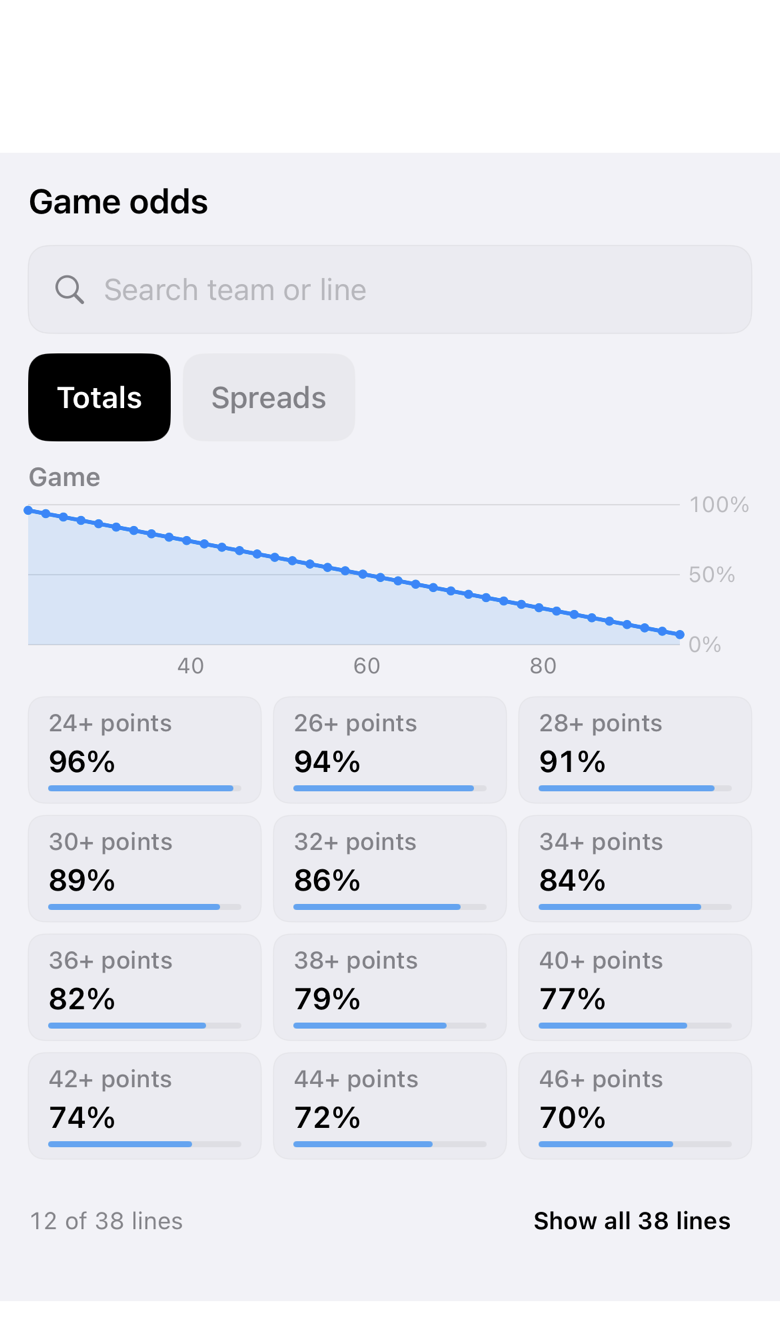 Game odds
Search team or line
Totals Spreads
Game
100%
50%
0%
40 60 80
24+ points 26+ points 28+ points
96% 94% 91%
30+ points 32+ points 34+ points
89% 86% 84%
36+ points 38+ points 40+ points
82% 79% 77%
42+ points 44+ points 46+ points
74% 72% 70%
12 of 38 lines Show all 38 lines